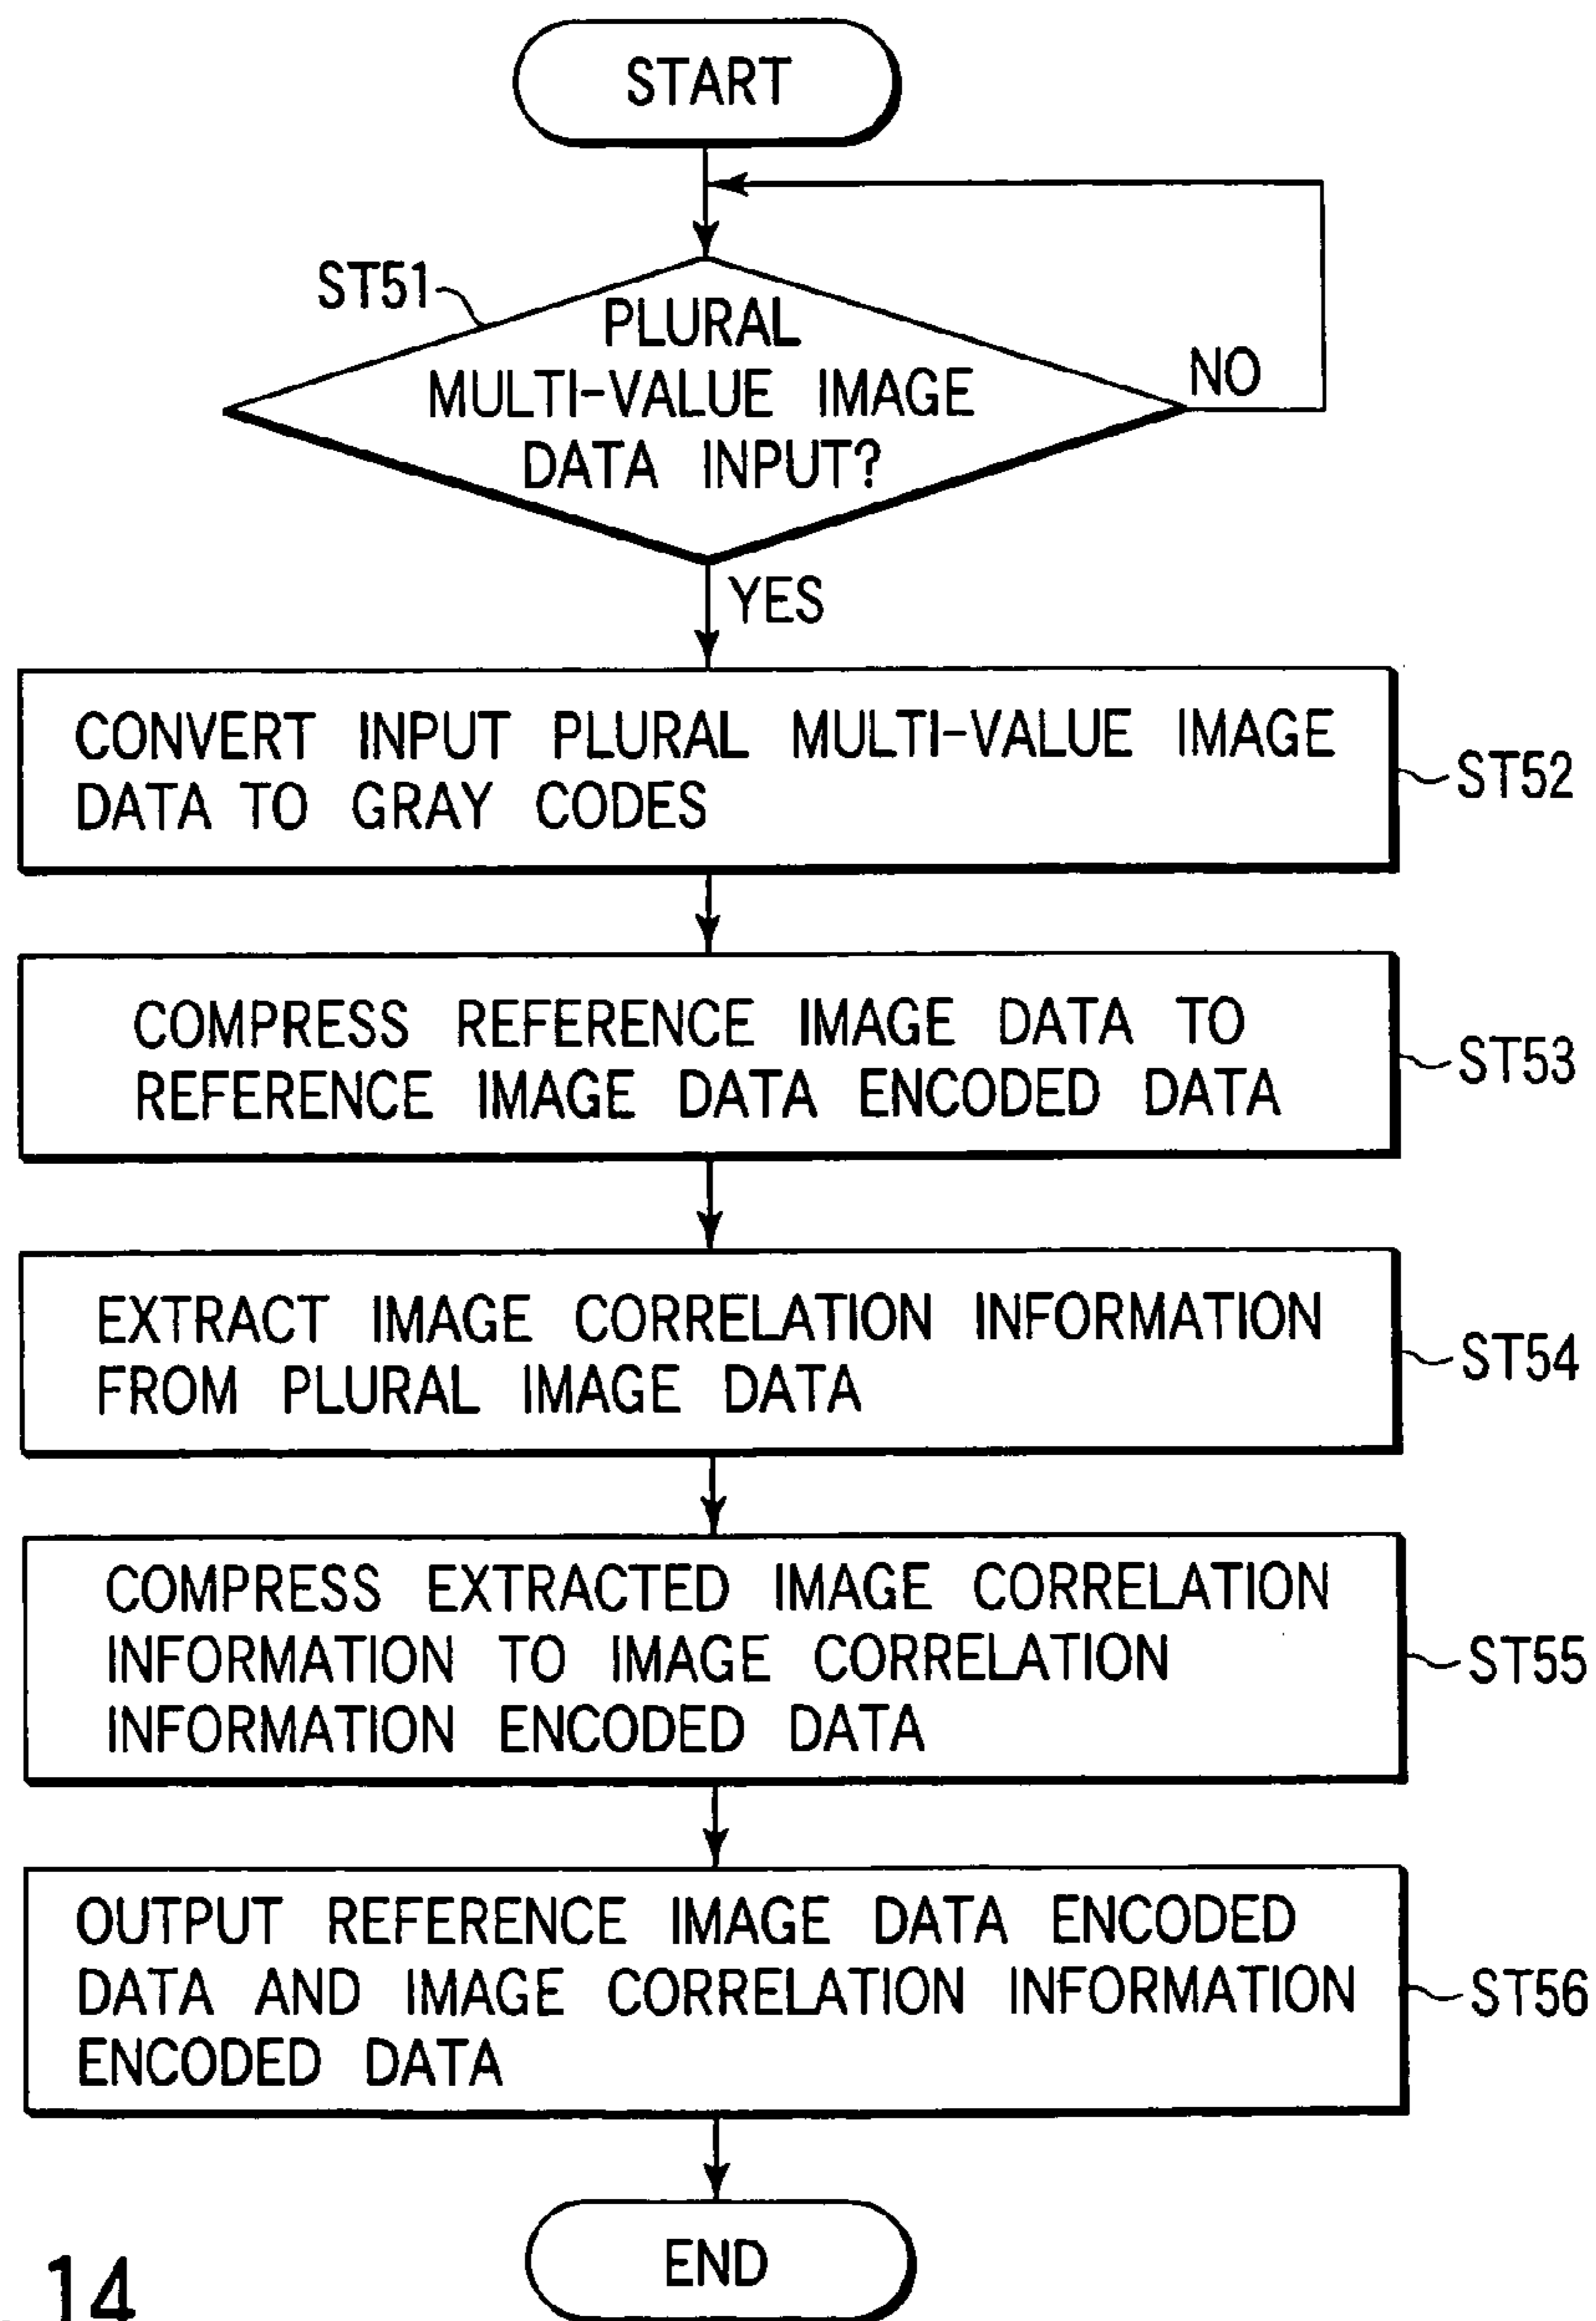 START
ST51
PLURAL
MULTI-VALUE IMAGE
DATA INPUT?
NO
YES
CONVERT INPUT PLURAL MULTI-VALUE IMAGE
DATA TO GRAY CODES
ST52
COMPRESS REFERENCE IMAGE DATA TO
REFERENCE IMAGE DATA ENCODED DATA
ST53
EXTRACT IMAGE CORRELATION INFORMATION
FROM PLURAL IMAGE DATA
ST54
COMPRESS EXTRACTED IMAGE CORRELATION
INFORMATION TO IMAGE CORRELATION
INFORMATION ENCODED DATA
ST55
OUTPUT REFERENCE IMAGE DATA ENCODED
DATA AND IMAGE CORRELATION INFORMATION
ENCODED DATA
ST56
END
14